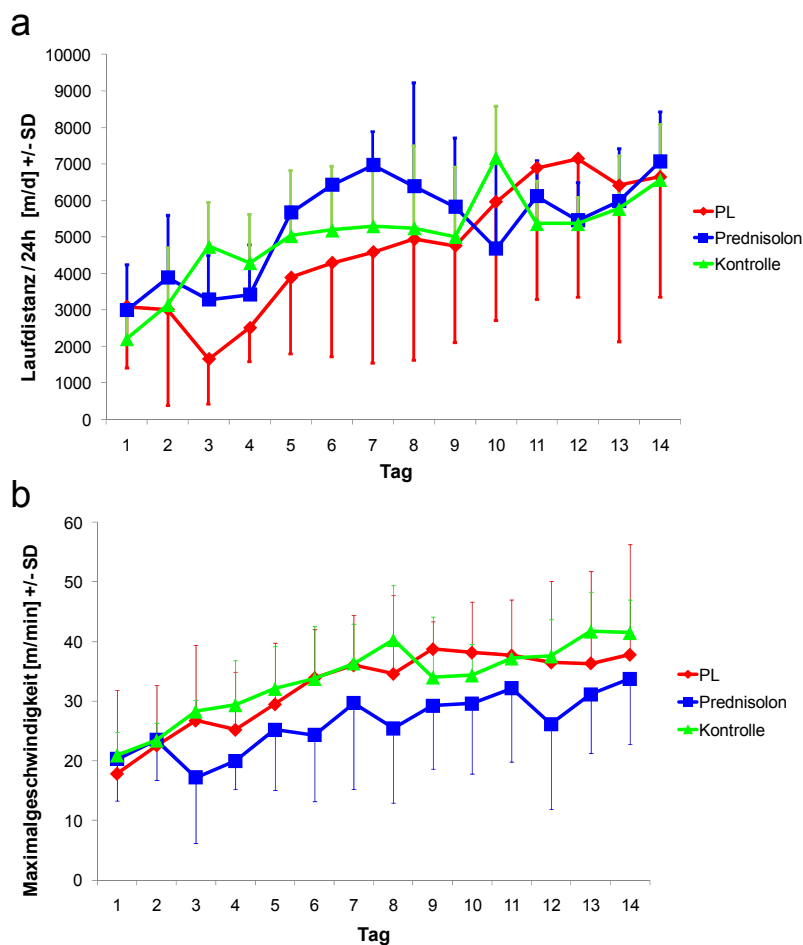 a
Laufdistanz / 24h [m/d] +/- SD
10000
9000
8000
7000
6000
5000
4000
3000
2000
1000
0
1 2 3 4 5 6 7 8 9 10 11 12 13 14
Tag
PL
Prednisolon
Kontrolle
b
Maximalgeschwindigkeit [m/min] +/- SD
60
50
40
30
20
10
0
1 2 3 4 5 6 7 8 9 10 11 12 13 14
Tag
PL
Prednisolon
Kontrolle